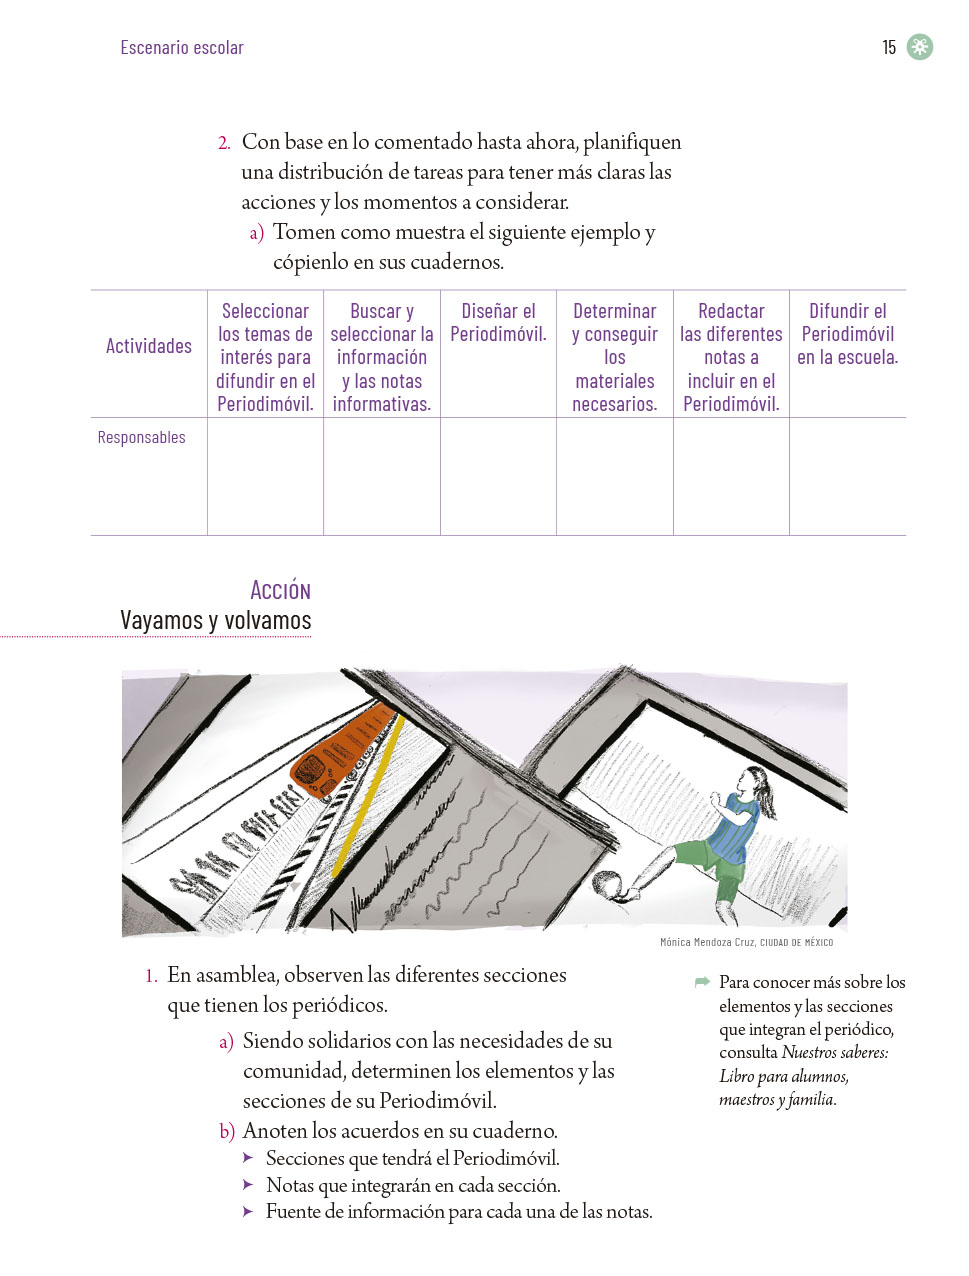 Escenario escolar
15
2. Con base en lo comentado hasta ahora, planifiquen
una distribución de tareas para tener más claras las
acciones y los momentos a considerar.
a) Tomen como muestra el siguiente ejemplo y
cópienlo en sus cuadernos.
Actividades
Seleccionar
los temas de
interés para
difundir en el
Periodimóvil.
Buscar y
seleccionar la
información
y las notas
informativas.
Diseñar el
Periodimóvil.
Determinar
y conseguir
los
materiales
necesarios.
Redactar
las diferentes
notas a
incluir en el
Periodimóvil.
Difundir el
Periodimóvil
en la escuela.
Responsables
Acción
Vayamos y volvamos
Mónica Mendoza Cruz, CIUDAD DE MÉXICO
1. En asamblea, observen las diferentes secciones
que tienen los periódicos.
a) Siendo solidarios con las necesidades de su
comunidad, determinen los elementos y las
secciones de su Periodimóvil.
b) Anoten los acuerdos en su cuaderno.
➤ Secciones que tendrá el Periodimóvil.
➤ Notas que integrarán en cada sección.
➤ Fuente de información para cada una de las notas.
Para conocer más sobre los
elementos y las secciones
que integran el periódico,
consulta Nuestros saberes:
Libro para alumnos,
maestros y familia.